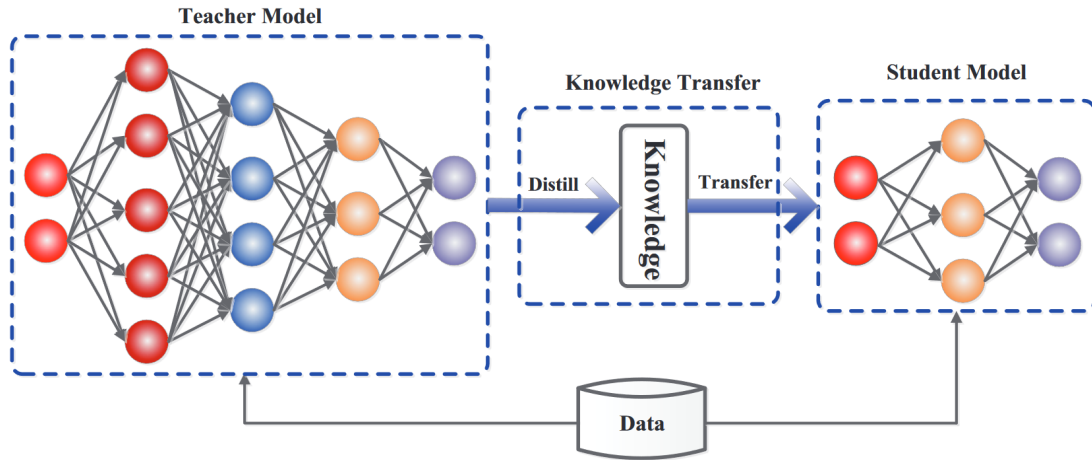 Teacher Model
Knowledge Transfer
Student Model
Distill
Knowledge
Transfer
Data